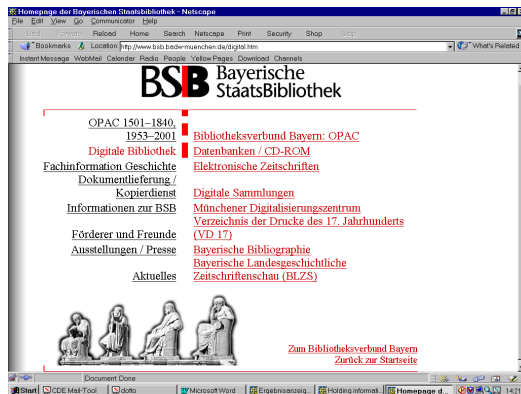 Homepage der Bayerischen Staatsbibliothek - Netscape
File Edit View Go Communicator Help
Back Forward Reload Home Search Netscape Print Security Shop Stop
Bookmarks Location: http://www.bsb.badw-muenchen.de/digital.htm What's Related
Instant Message WebMail Calendar Radio People Yellow Pages Download Channels
BSB Bayerische
StaatsBibliothek
OPAC 1501–1840,
1953–2001 Bibliotheksverbund Bayern: OPAC
Digitale Bibliothek Datenbanken / CD-ROM
Fachinformation Geschichte Elektronische Zeitschriften
Dokumentlieferung /
Kopierdienst Digitale Sammlungen
Informationen zur BSB Münchener Digitalisierungszentrum
Verzeichnis der Drucke des 17. Jahrhunderts
Förderer und Freunde (VD 17)
Ausstellungen / Presse Bayerische Bibliographie
Bayerische Landesgeschichtliche
Aktuelles Zeitschriftenschau (BLZS)
Zum Bibliotheksverbund Bayern
Zurück zur Startseite
Document Done
Start CDE Mail-Tool dotto Microsoft Word Ergebnisanzeig... Holding informati... Homepage d... 14:21